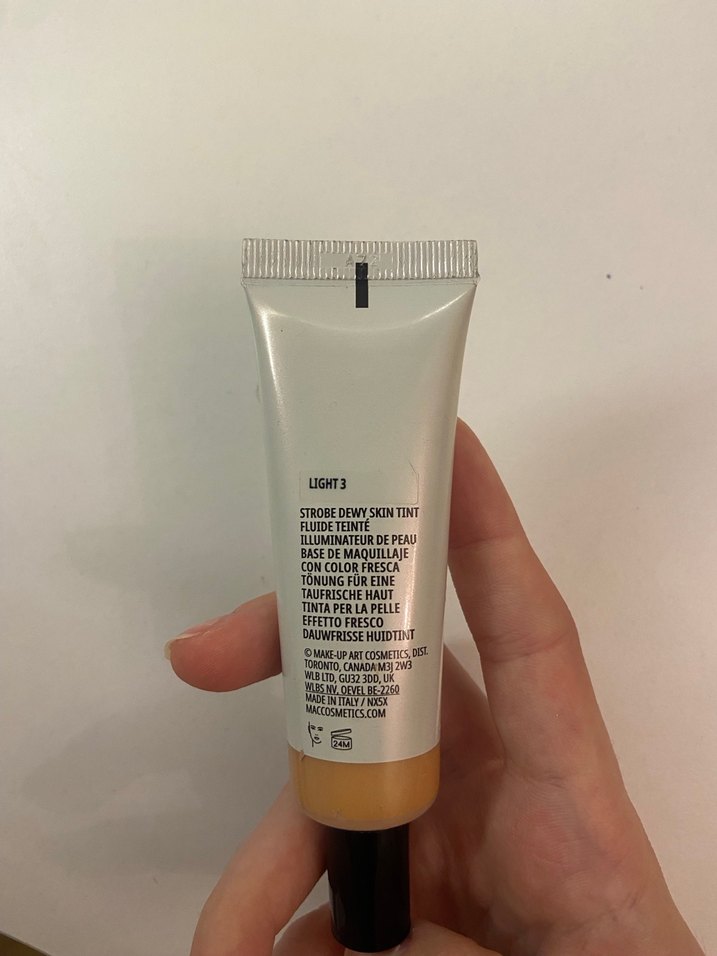 A73
LIGHT 3
STROBE DEWY SKIN TINT
FLUIDE TEINTÉ
ILLUMINATEUR DE PEAU
BASE DE MAQUILLAJE
CON COLOR FRESCA
TÖNUNG FÜR EINE
TAUFRISCHE HAUT
TINTA PER LA PELLE
EFFETTO FRESCO
DAUWFRISSE HUIDTINT
© MAKE-UP ART COSMETICS, DIST.
TORONTO, CANADA M3J 2W3
WLB LTD, GU32 3DD, UK
WLBS NV, OEVEL BE-2260
MADE IN ITALY / NX5X
MACCOSMETICS.COM
24M